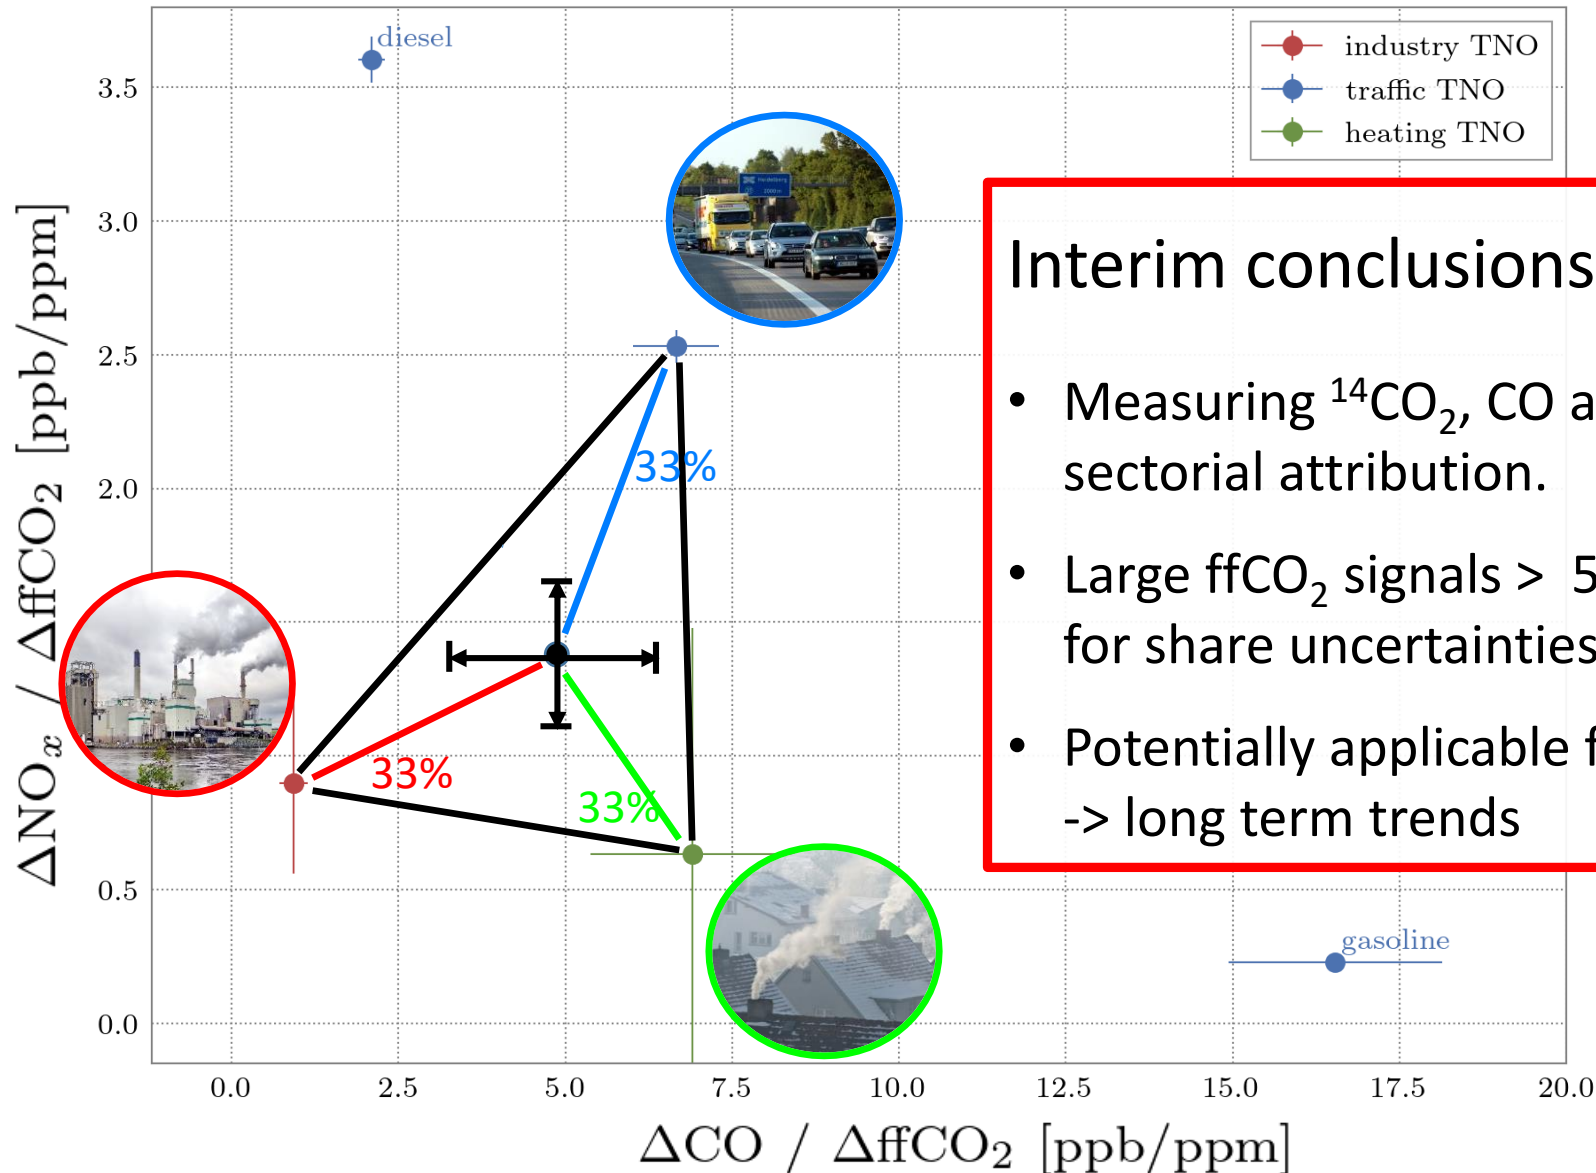 diesel
industry TNO
traffic TNO
heating TNO
3.5
3.0
2.5
2.0
0.5
0.0
ΔNOₓ / ΔffCO₂ [ppb/ppm]
33%
33%
33%
Interim conclusions
• Measuring ¹⁴CO₂, CO a
sectorial attribution.
• Large ffCO₂ signals > 5
for share uncertainties
• Potentially applicable f
-> long term trends
gasoline
0.0 2.5 5.0 7.5 10.0 12.5 15.0 17.5 20.0
ΔCO / ΔffCO₂ [ppb/ppm]